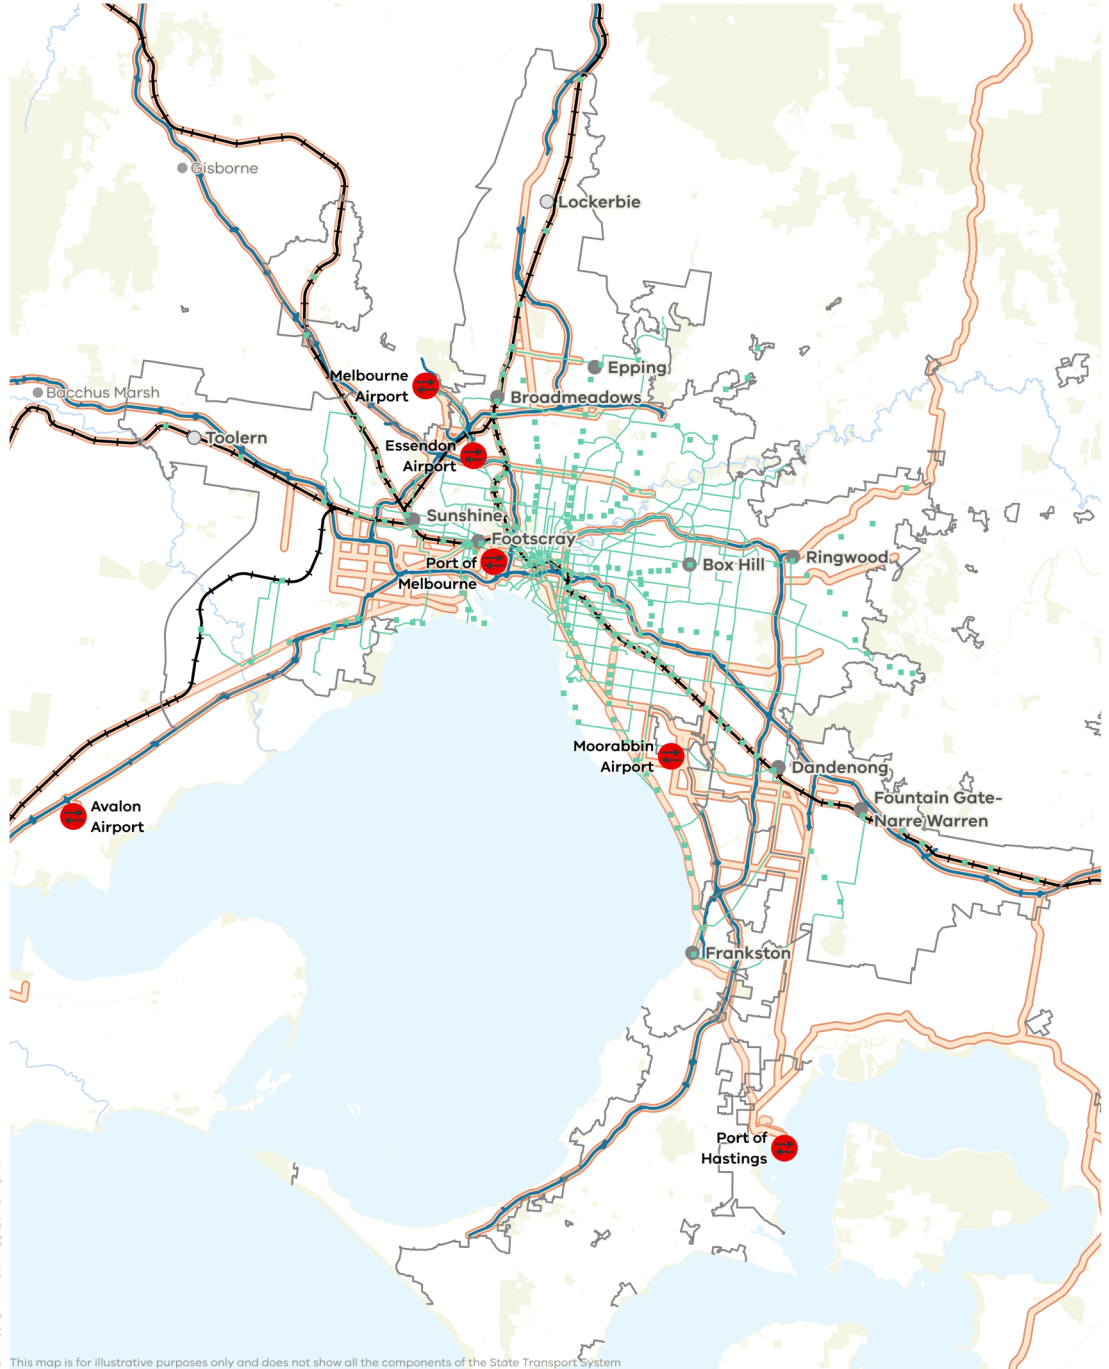 Gisborne
Lockerbie
Epping
Melbourne
Airport
Bacchus Marsh
Broadmeadows
Toolern
Essendon
Airport
Sunshine
Footscray
Port of
Melbourne
Box Hill
Ringwood
Moorabbin
Airport
Dandenong
Avalon
Airport
Fountain Gate-
Narre Warren
Frankston
Port of
Hastings
This map is for illustrative purposes only and does not show all the components of the State Transport System